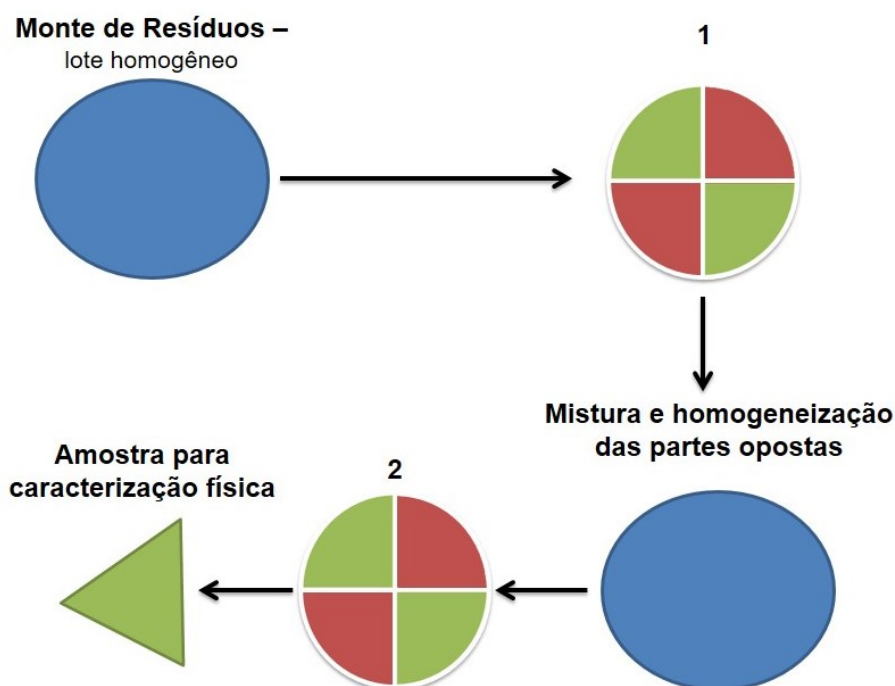 Monte de Resíduos –
lote homogêneo
1
Mistura e homogeneização
das partes opostas
2
Amostra para
caracterização física